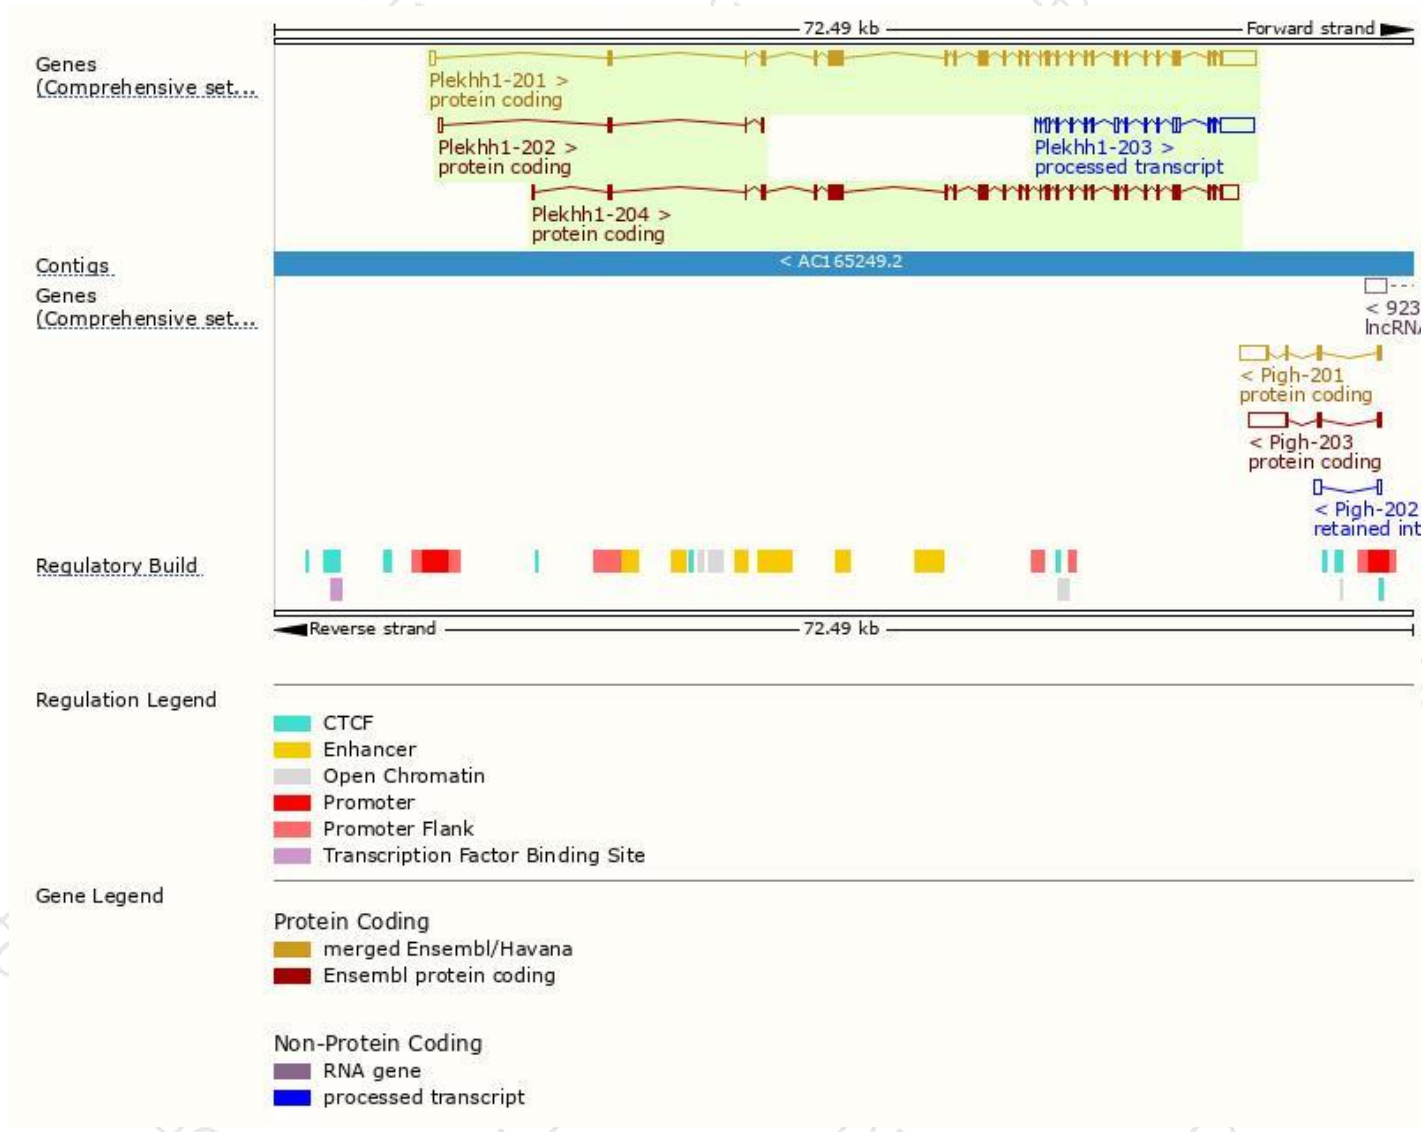 72.49 kb
Forward strand
Genes
(Comprehensive set...
Plekhh1-201 >
protein coding
Plekhh1-202 >
protein coding
Plekhh1-203 >
processed transcript
Plekhh1-204 >
protein coding
Contigs
< AC165249.2
Genes
(Comprehensive set...
< 923
lncRNA
< Pigh-201
protein coding
< Pigh-203
protein coding
< Pigh-202
retained int
Regulatory Build
Reverse strand
72.49 kb
Regulation Legend
CTCF
Enhancer
Open Chromatin
Promoter
Promoter Flank
Transcription Factor Binding Site
Gene Legend
Protein Coding
merged Ensembl/Havana
Ensembl protein coding
Non-Protein Coding
RNA gene
processed transcript